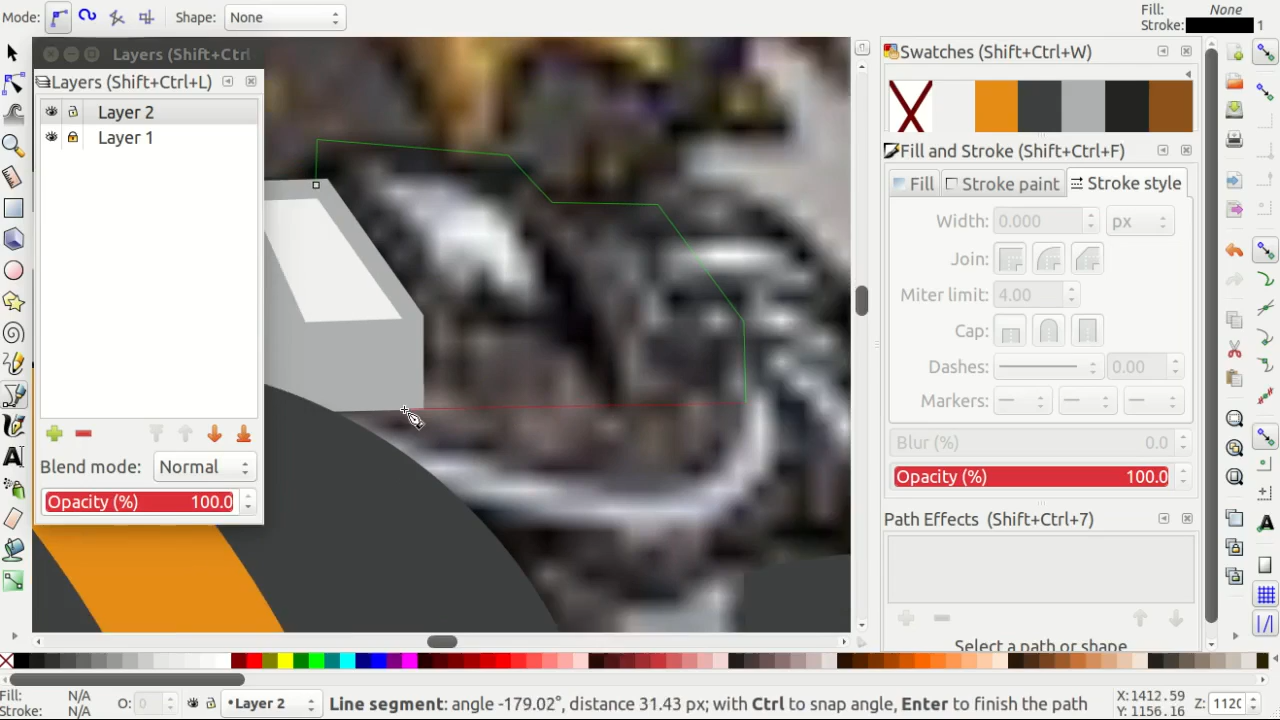 Mode:
Shape:
None
Fill:
None
Stroke:
1
Layers (Shift+Ctrl
Layers (Shift+Ctrl+L)
Layer 2
Layer 1
Blend mode:
Normal
Opacity (%)
100.0
Swatches (Shift+Ctrl+W)
Fill and Stroke (Shift+Ctrl+F)
Fill
Stroke paint
Stroke style
Width:
0.000
px
Join:
Miter limit:
4.00
Cap:
Dashes:
0.00
Markers:
Blur (%)
0.0
Opacity (%)
100.0
Path Effects (Shift+Ctrl+7)
Select a path or shape
Fill:
N/A
Stroke:
N/A
O:
0
•Layer 2
Line segment: angle -179.02°, distance 31.43 px; with Ctrl to snap angle, Enter to finish the path
X:1412.59
Y:1156.16
Z:
112